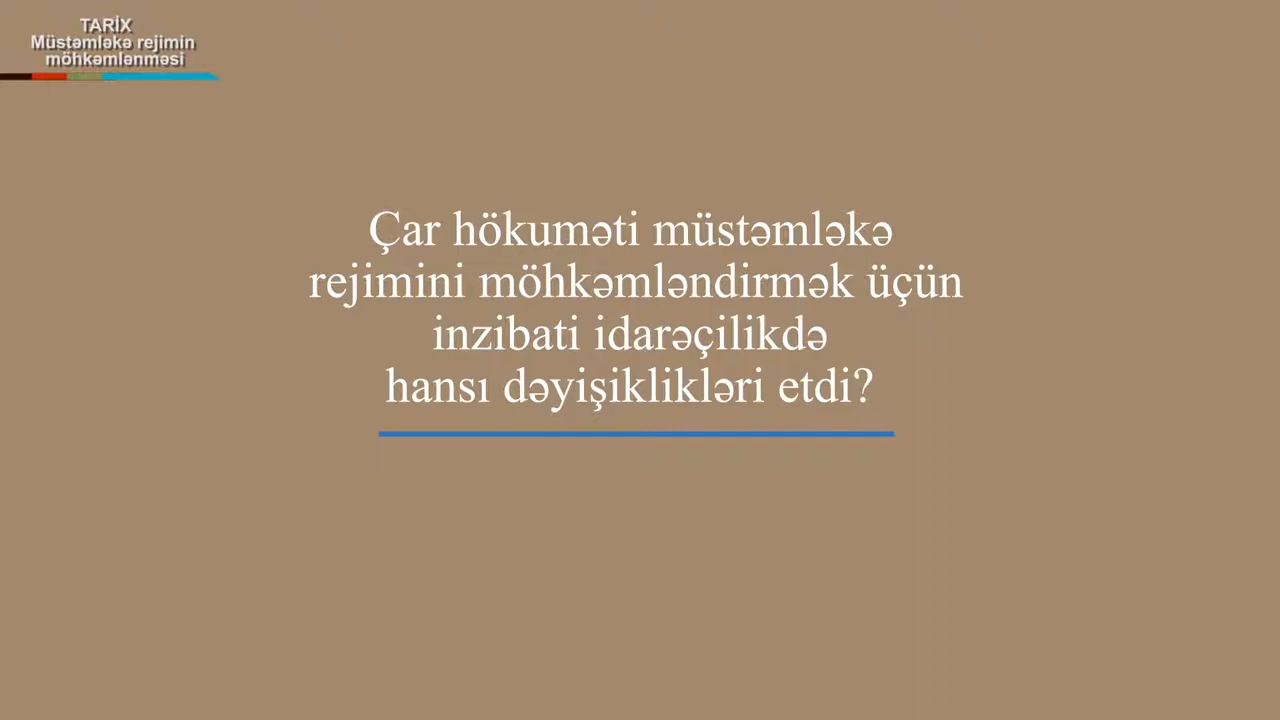 TARİX
Müstəmləkə rejimin
möhkəmlənməsi
Çar hökuməti müstəmləkə
rejimini möhkəmləndirmək üçün
inzibati idarəçilikdə
hansı dəyişiklikləri etdi?